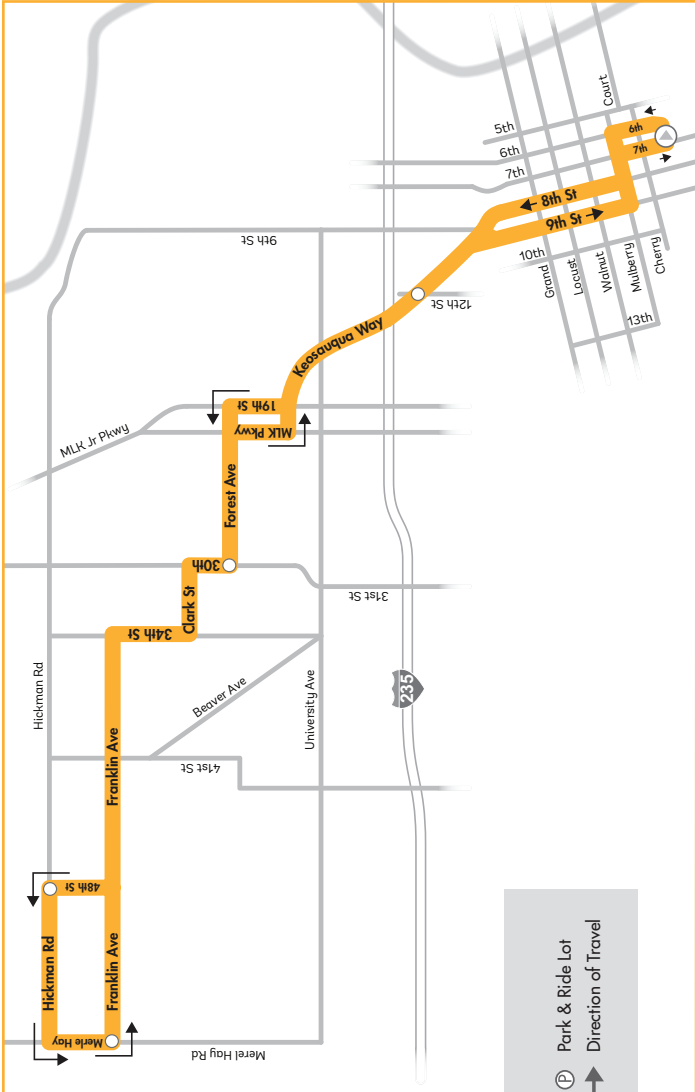 Court
5th
6th
6th
7th
7th
8th St
9th St
9th St
10th
Grand
Locust
Walnut
Mulberry
Cherry
13th
12th St
Keosauqua Way
19th St
MLK Pkwy
MLK Jr Pkwy
Forest Ave
30th
Clark St
31st St
34th St
Hickman Rd
Beaver Ave
University Ave
235
Franklin Ave
41st St
48th St
Hickman Rd
Franklin Ave
Merle Hay
Merel Hay Rd
P Park & Ride Lot
Direction of Travel